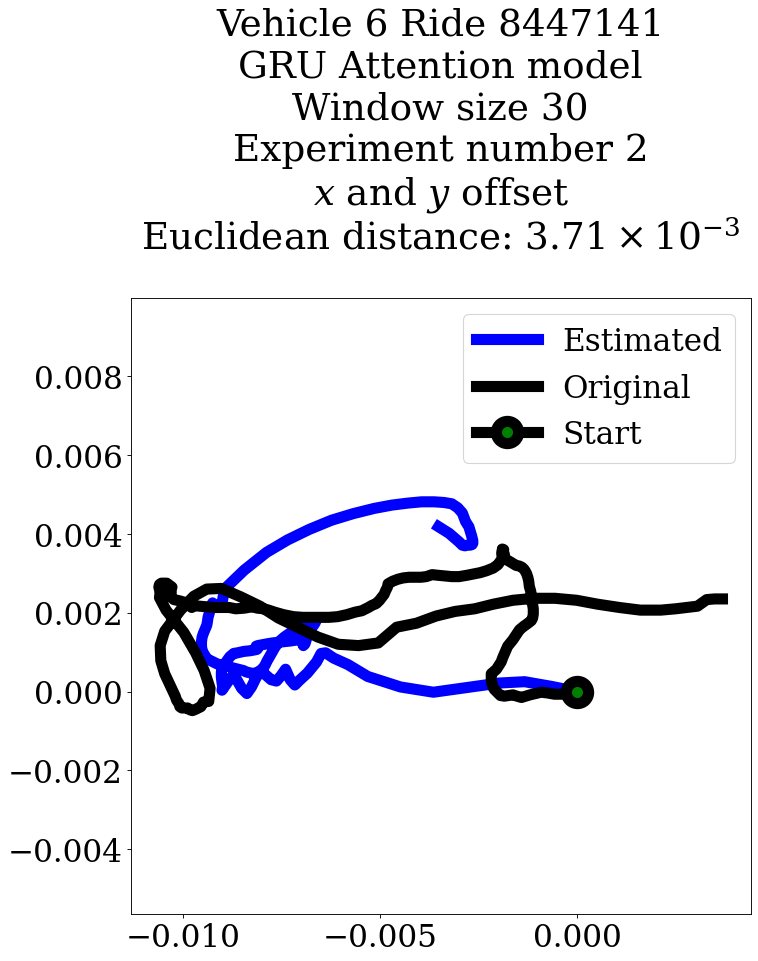 Vehicle 6 Ride 8447141
GRU Attention model
Window size 30
Experiment number 2
x and y offset
Euclidean distance: 3.71 × 10⁻³
Estimated
Original
Start
0.008
0.006
0.004
0.002
0.000
−0.002
−0.004
−0.010 −0.005 0.000